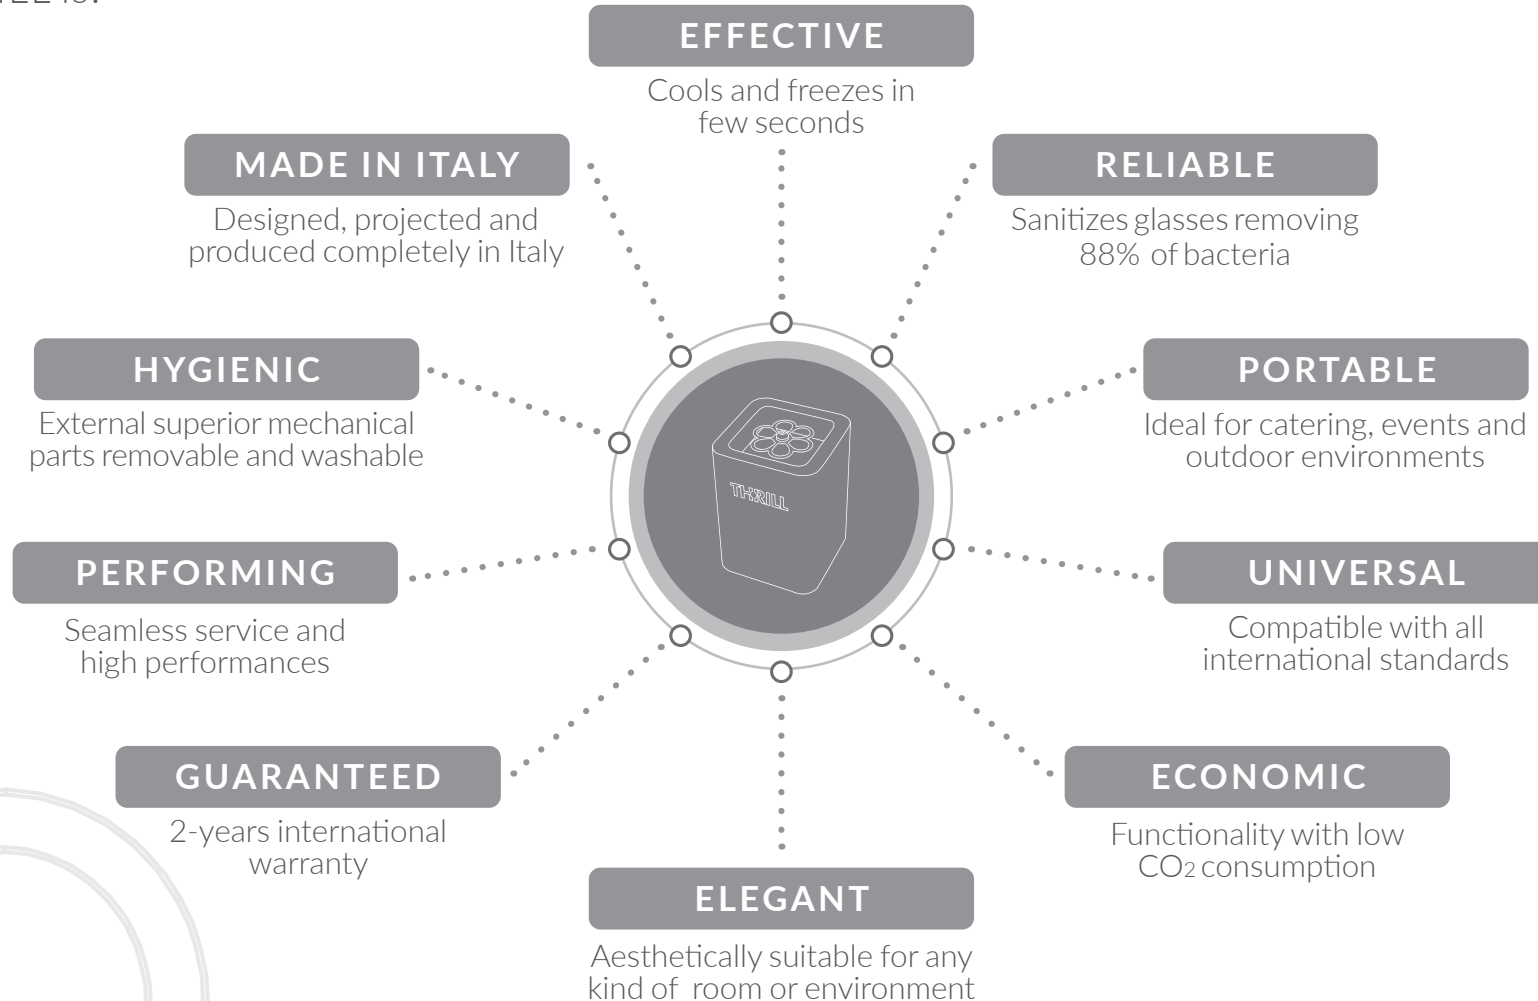 EFFECTIVE
Cools and freezes in
few seconds
MADE IN ITALY
Designed, projected and
produced completely in Italy
RELIABLE
Sanitizes glasses removing
88% of bacteria
HYGIENIC
External superior mechanical
parts removable and washable
PORTABLE
Ideal for catering, events and
outdoor environments
THRILL
PERFORMING
Seamless service and
high performances
UNIVERSAL
Compatible with all
international standards
GUARANTEED
2-years international
warranty
ECONOMIC
Functionality with low
CO2 consumption
ELEGANT
Aesthetically suitable for any
kind of room or environment